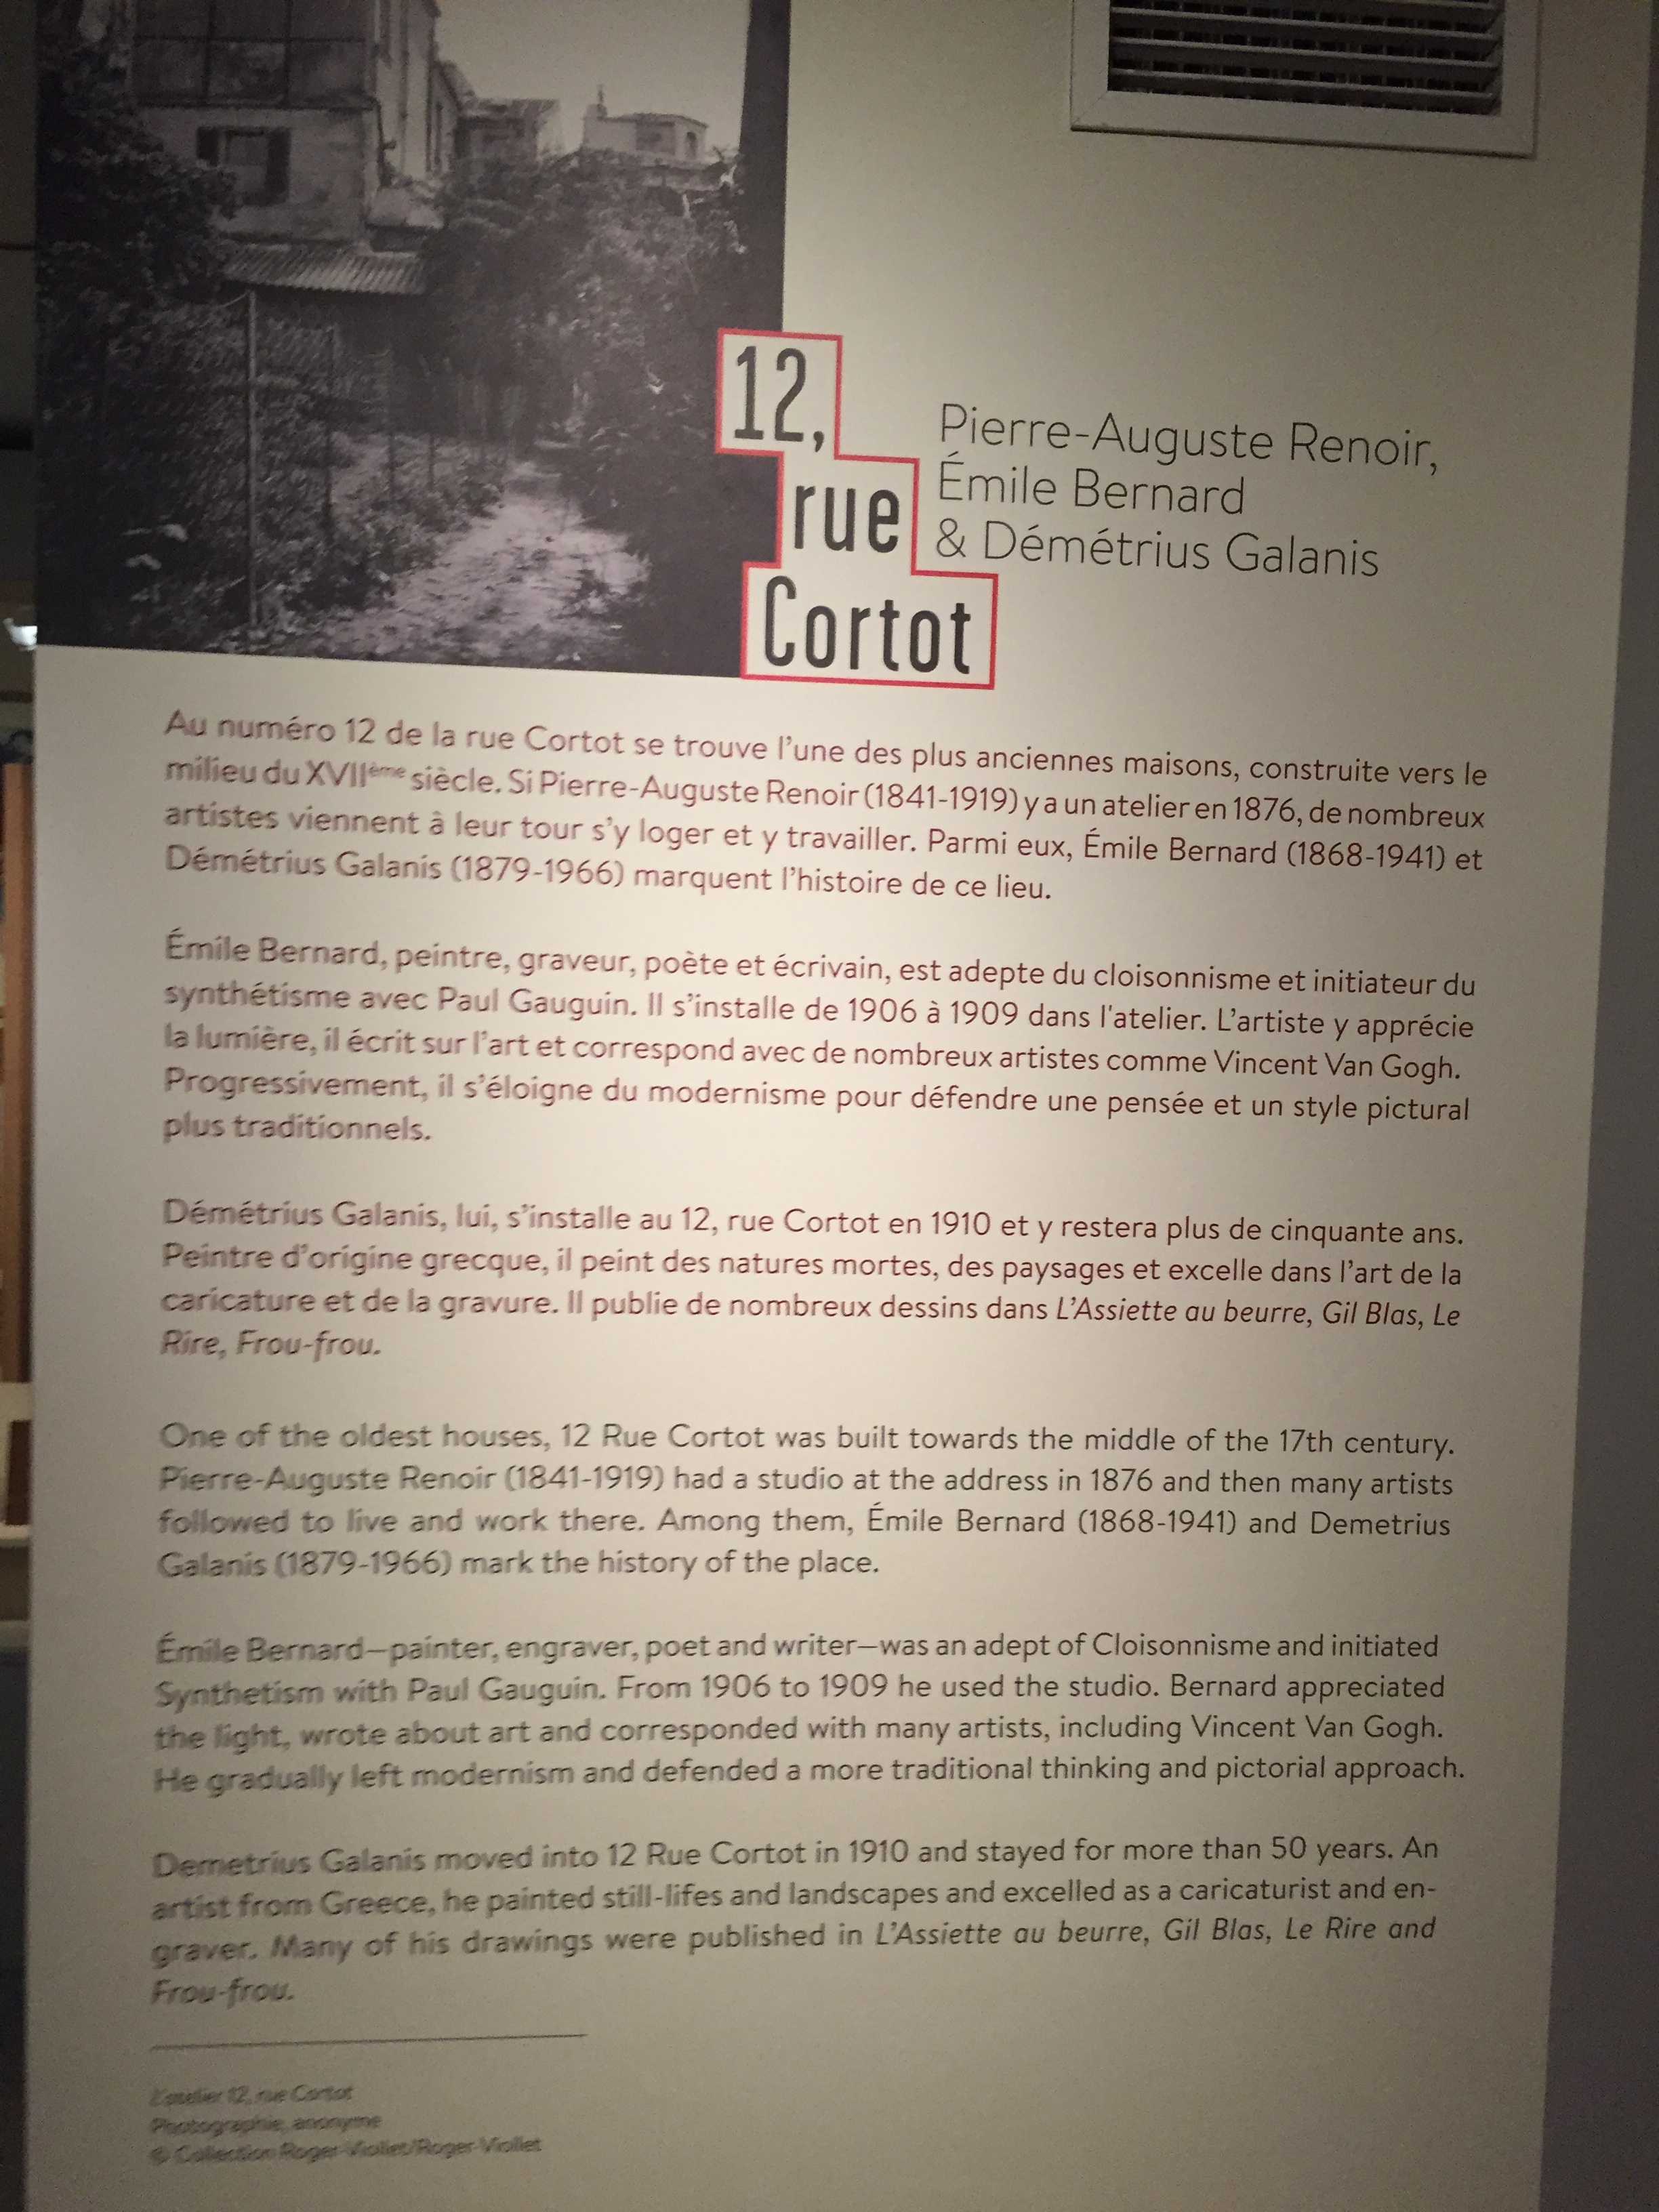 12,
rue
Cortot
Pierre-Auguste Renoir,
Émile Bernard
& Démétrius Galanis
Au numéro 12 de la rue Cortot se trouve l'une des plus anciennes maisons, construite vers le
milieu du XVIIème siècle. Si Pierre-Auguste Renoir (1841-1919) y a un atelier en 1876, de nombreux
artistes viennent à leur tour s'y loger et y travailler. Parmi eux, Émile Bernard (1868-1941) et
Démétrius Galanis (1879-1966) marquent l'histoire de ce lieu.
Émile Bernard, peintre, graveur, poète et écrivain, est adepte du cloisonnisme et initiateur du
synthétisme avec Paul Gauguin. Il s'installe de 1906 à 1909 dans l'atelier. L'artiste y apprécie
la lumière, il écrit sur l'art et correspond avec de nombreux artistes comme Vincent Van Gogh.
Progressivement, il s'éloigne du modernisme pour défendre une pensée et un style pictural
plus traditionnels.
Démétrius Galanis, lui, s'installe au 12, rue Cortot en 1910 et y restera plus de cinquante ans.
Peintre d'origine grecque, il peint des natures mortes, des paysages et excelle dans l'art de la
caricature et de la gravure. Il publie de nombreux dessins dans L'Assiette au beurre, Gil Blas, Le
Rire, Frou-frou.
One of the oldest houses, 12 Rue Cortot was built towards the middle of the 17th century.
Pierre-Auguste Renoir (1841-1919) had a studio at the address in 1876 and then many artists
followed to live and work there. Among them, Émile Bernard (1868-1941) and Demetrius
Galanis (1879-1966) mark the history of the place.
Émile Bernard—painter, engraver, poet and writer—was an adept of Cloisonnisme and initiated
Synthetism with Paul Gauguin. From 1906 to 1909 he used the studio. Bernard appreciated
the light, wrote about art and corresponded with many artists, including Vincent Van Gogh.
He gradually left modernism and defended a more traditional thinking and pictorial approach.
Demetrius Galanis moved into 12 Rue Cortot in 1910 and stayed for more than 50 years. An
artist from Greece, he painted still-lifes and landscapes and excelled as a caricaturist and en-
graver. Many of his drawings were published in L'Assiette au beurre, Gil Blas, Le Rire and
Frou-frou.
L'atelier 12, rue Cortot
Photographie, anonyme
© Collection Roger-Viollet/Roger-Viollet